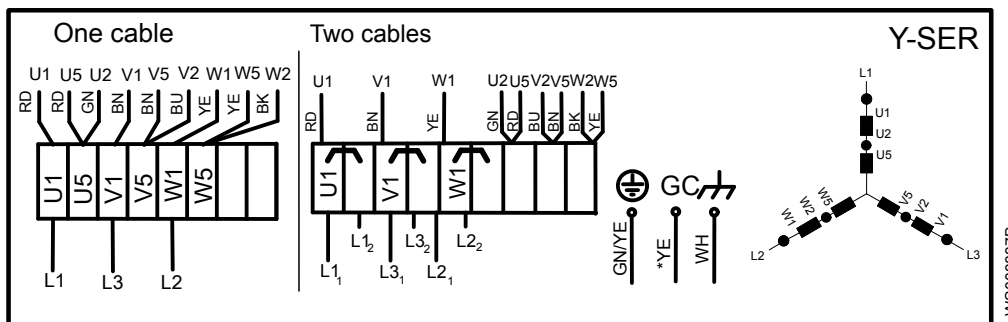 One cable
Two cables
Y-SER
U1 U5 U2 V1 V5 V2 W1 W5 W2
RD RD GN BN BN BU YE YE BK
U1 U5 V1 V5 W1 W5
L1 L3 L2
U1 V1 W1 U2 U5 V2 V5 W2 W5
RD BN YE GN RD BU BN BK YE
U1 V1 W1
L1₂ L3₂ L2₂
L1₁ L3₁ L2₁
GC
GN/YE *YE WH
L1
U1
U2
U5
W1 W2 W5
V5 V2 V1
L2
L3